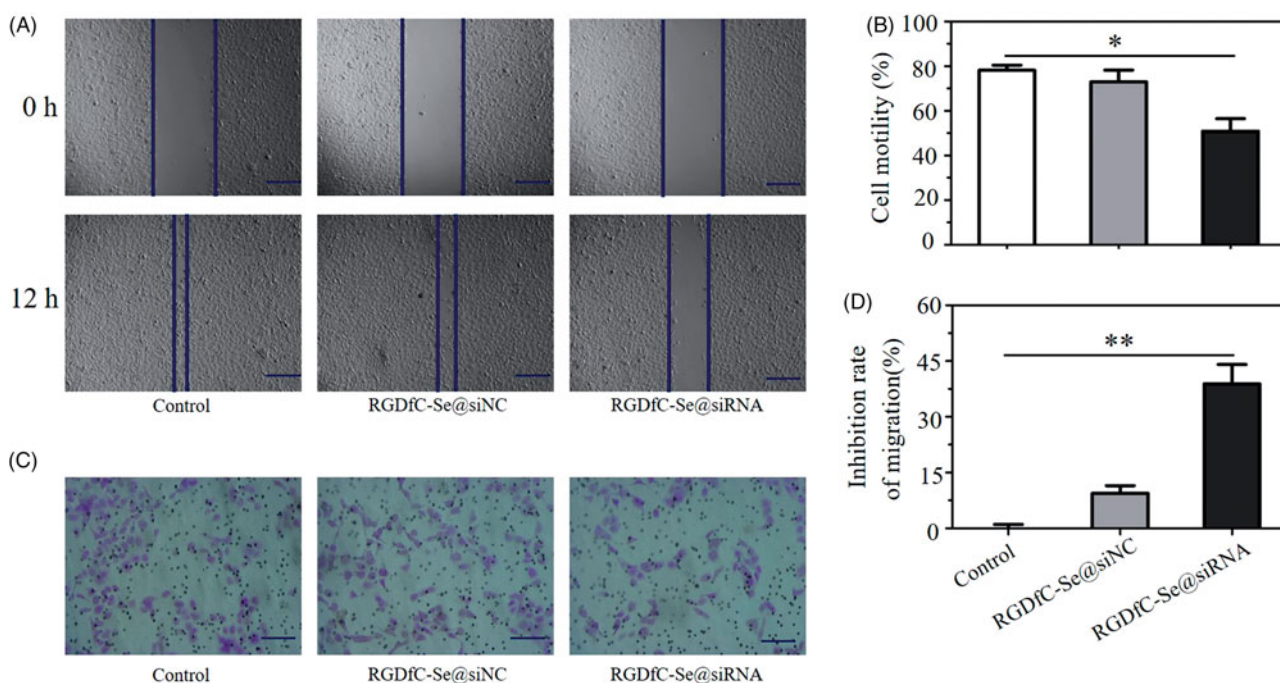 (A)
0 h
12 h
Control
RGDfC-Se@siNC
RGDfC-Se@siRNA
(B)
Cell motility (%)
100
80
60
40
20
0
*
(C)
Control
RGDfC-Se@siNC
RGDfC-Se@siRNA
(D)
Inhibition rate
of migration(%)
60
45
30
15
0
**
Control
RGDfC-Se@siNC
RGDfC-Se@siRNA